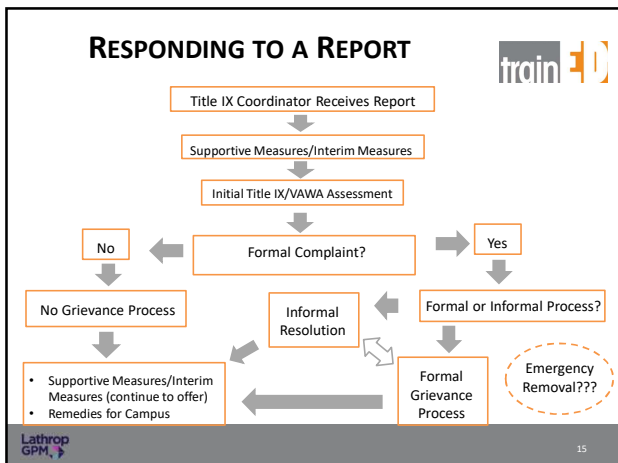 RESPONDING TO A REPORT
trainED
Title IX Coordinator Receives Report
Supportive Measures/Interim Measures
Initial Title IX/VAWA Assessment
No
Formal Complaint?
Yes
No Grievance Process
Informal
Resolution
Formal or Informal Process?
• Supportive Measures/Interim
Measures (continue to offer)
• Remedies for Campus
Formal
Grievance
Process
Emergency
Removal???
Lathrop
GPM
15